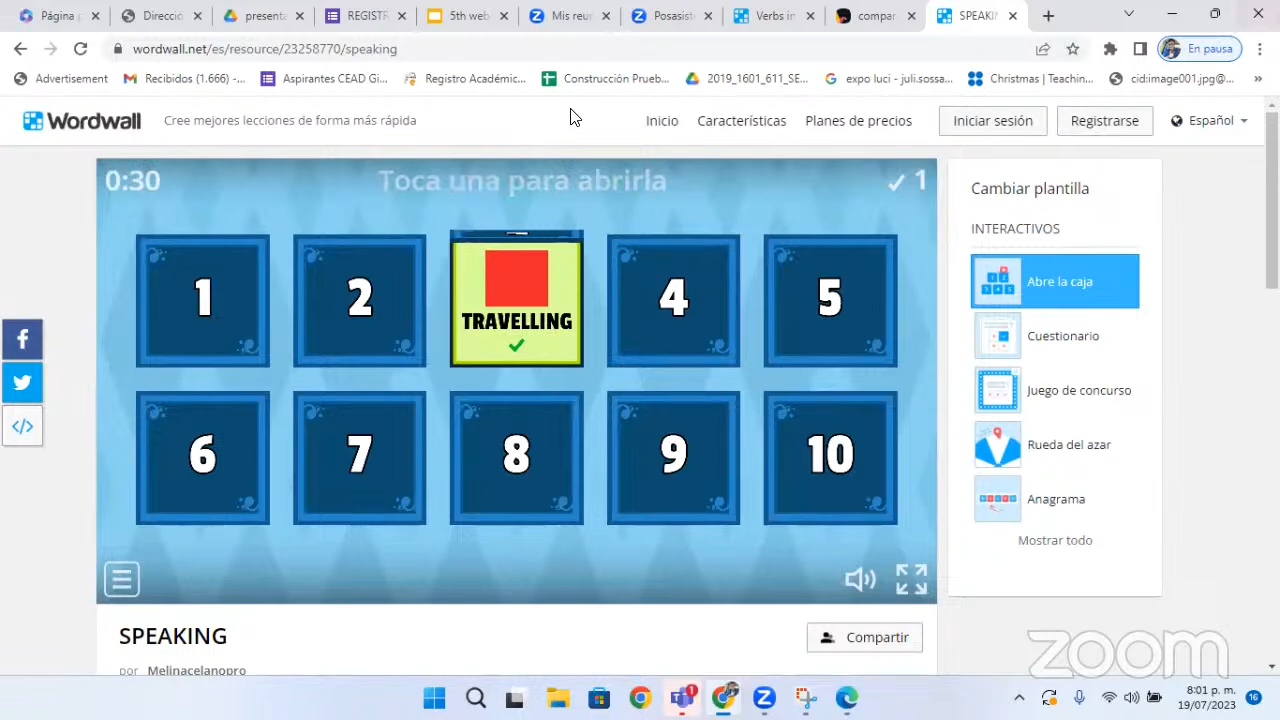 Página p
Direcció
presenta
REGISTR
5th web
Mis reu
Posasist
Verbs in
compar
SPEAKIN
wordwall.net/es/resource/23258770/speaking
En pausa
Advertisement
Recibidos (1.666) -...
Aspirantes CEAD Gi...
Registro Académic...
Construcción Prueb...
2019_1601_611_SE...
expo luci - juli.sossa...
Christmas | Teachin...
cid:image001.jpg@...
Wordwall
Cree mejores lecciones de forma más rápida
Inicio
Características
Planes de precios
Iniciar sesión
Registrarse
Español
0:30
Toca una para abrirla
1
1
2
TRAVELLING
4
5
6
7
8
9
10
Cambiar plantilla
INTERACTIVOS
Abre la caja
Cuestionario
Juego de concurso
Rueda del azar
Anagrama
Mostrar todo
SPEAKING
Compartir
por Melinacelanopro
zoom
8:01 p. m.
19/07/2023
16
1